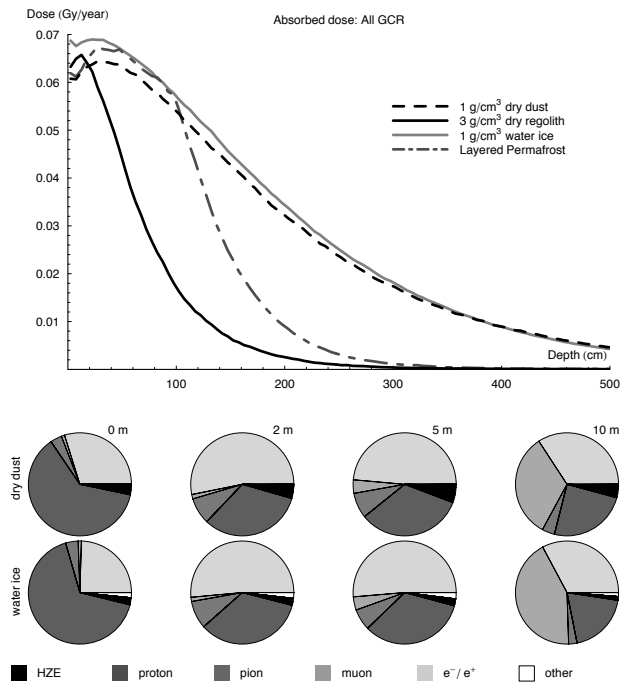 Dose (Gy/year)
Absorbed dose: All GCR
0.07
0.06
0.05
0.04
0.03
0.02
0.01
1 g/cm³ dry dust
3 g/cm³ dry regolith
1 g/cm³ water ice
Layered Permafrost
Depth (cm)
100 200 300 400 500
0 m 2 m 5 m 10 m
dry dust
water ice
HZE proton pion muon e⁻/e⁺ other